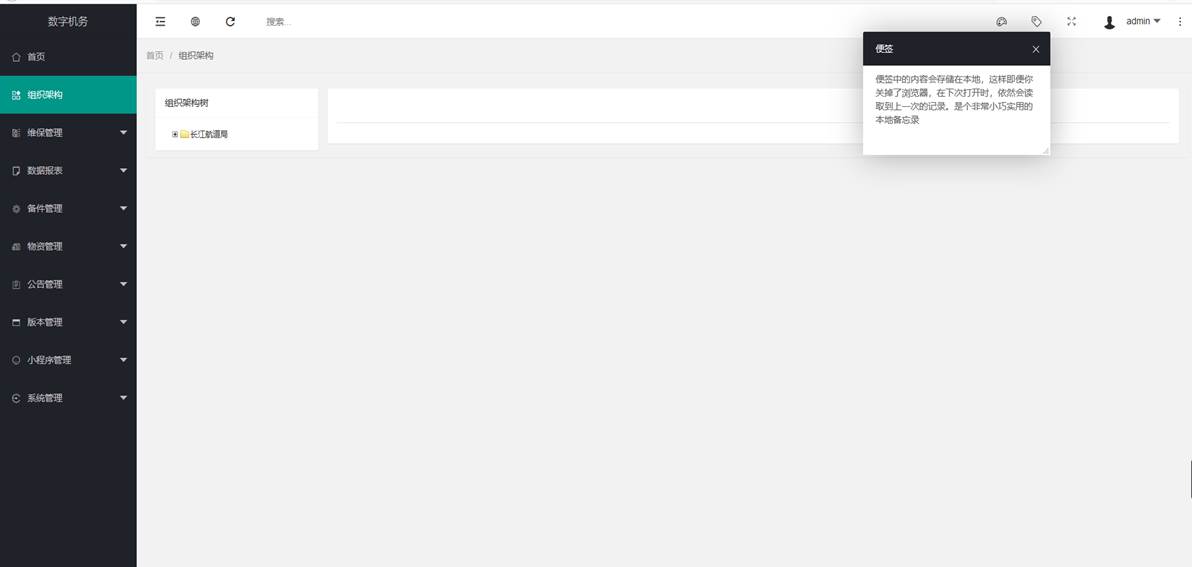 数字机务
搜索...
admin
首页
组织架构
维保管理
数据报表
备件管理
物资管理
公告管理
版本管理
小程序管理
系统管理
首页 / 组织架构
组织架构树
长江航道局
便签
便签中的内容会存储在本地，这样即便你
关掉了浏览器，在下次打开时，依然会读
取到上一次的记录。是个非常小巧实用的
本地备忘录